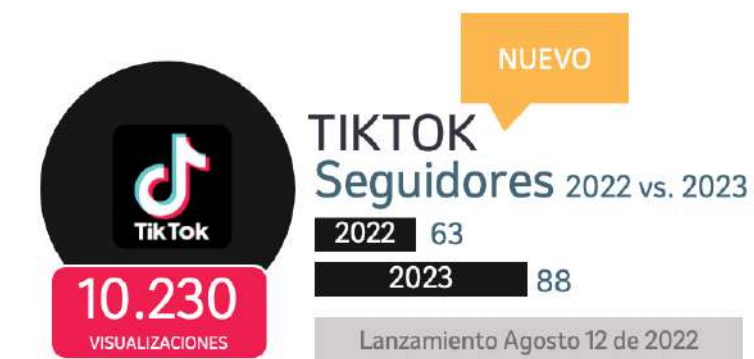 NUEVO
TIKTOK
Seguidores 2022 vs. 2023
2022 63
2023 88
Lanzamiento Agosto 12 de 2022
TikTok
10.230
VISUALIZACIONES